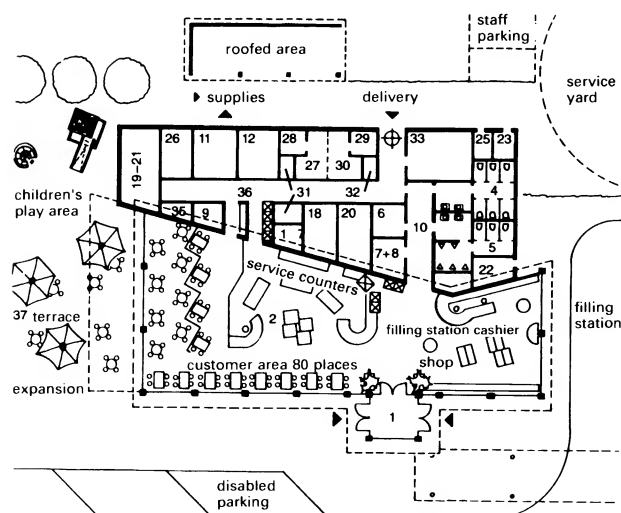 staff
parking
roofed area
service
yard
supplies
delivery
26
11
12
28
29
33
25
23
27
30
19-21
4
children's
play area
36
31
32
35
9
1
18
20
6
10
5
7+8
22
service counters
37 terrace
2
filling station cashier
filling
station
customer area 80 places
shop
expansion
1
disabled
parking